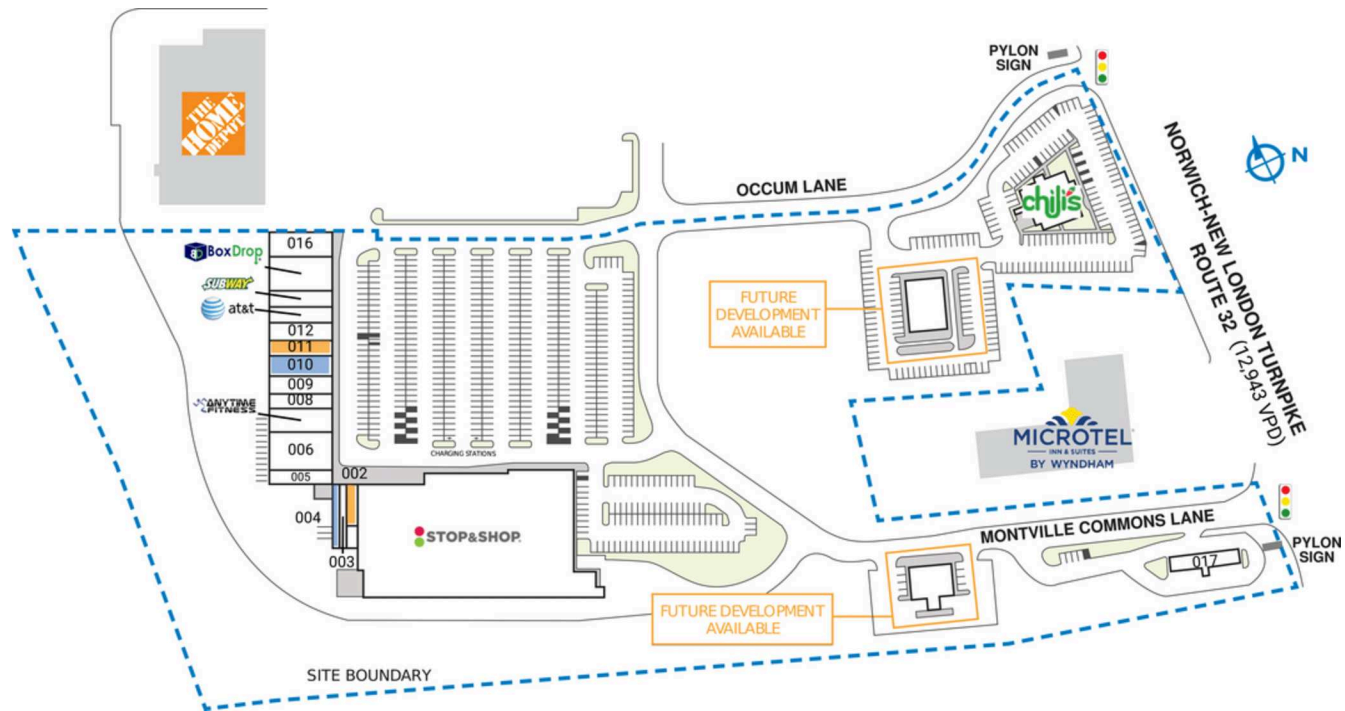 PYLON
SIGN
THE
HOME
DEPOT
NORWICH-NEW LONDON TURNPIKE
ROUTE 32 (12,943 VPD)
N
OCCUM LANE
chili's
016
BoxDrop
SUBWAY
at&t
012
011
010
009
008
ANYTIME
FITNESS
006
005
002
004
003
CHARGING STATIONS
FUTURE
DEVELOPMENT
AVAILABLE
MICROTEL
INN & SUITES
BY WYNDHAM
STOP&SHOP
MONTVILLE COMMONS LANE
017
PYLON
SIGN
FUTURE DEVELOPMENT
AVAILABLE
SITE BOUNDARY